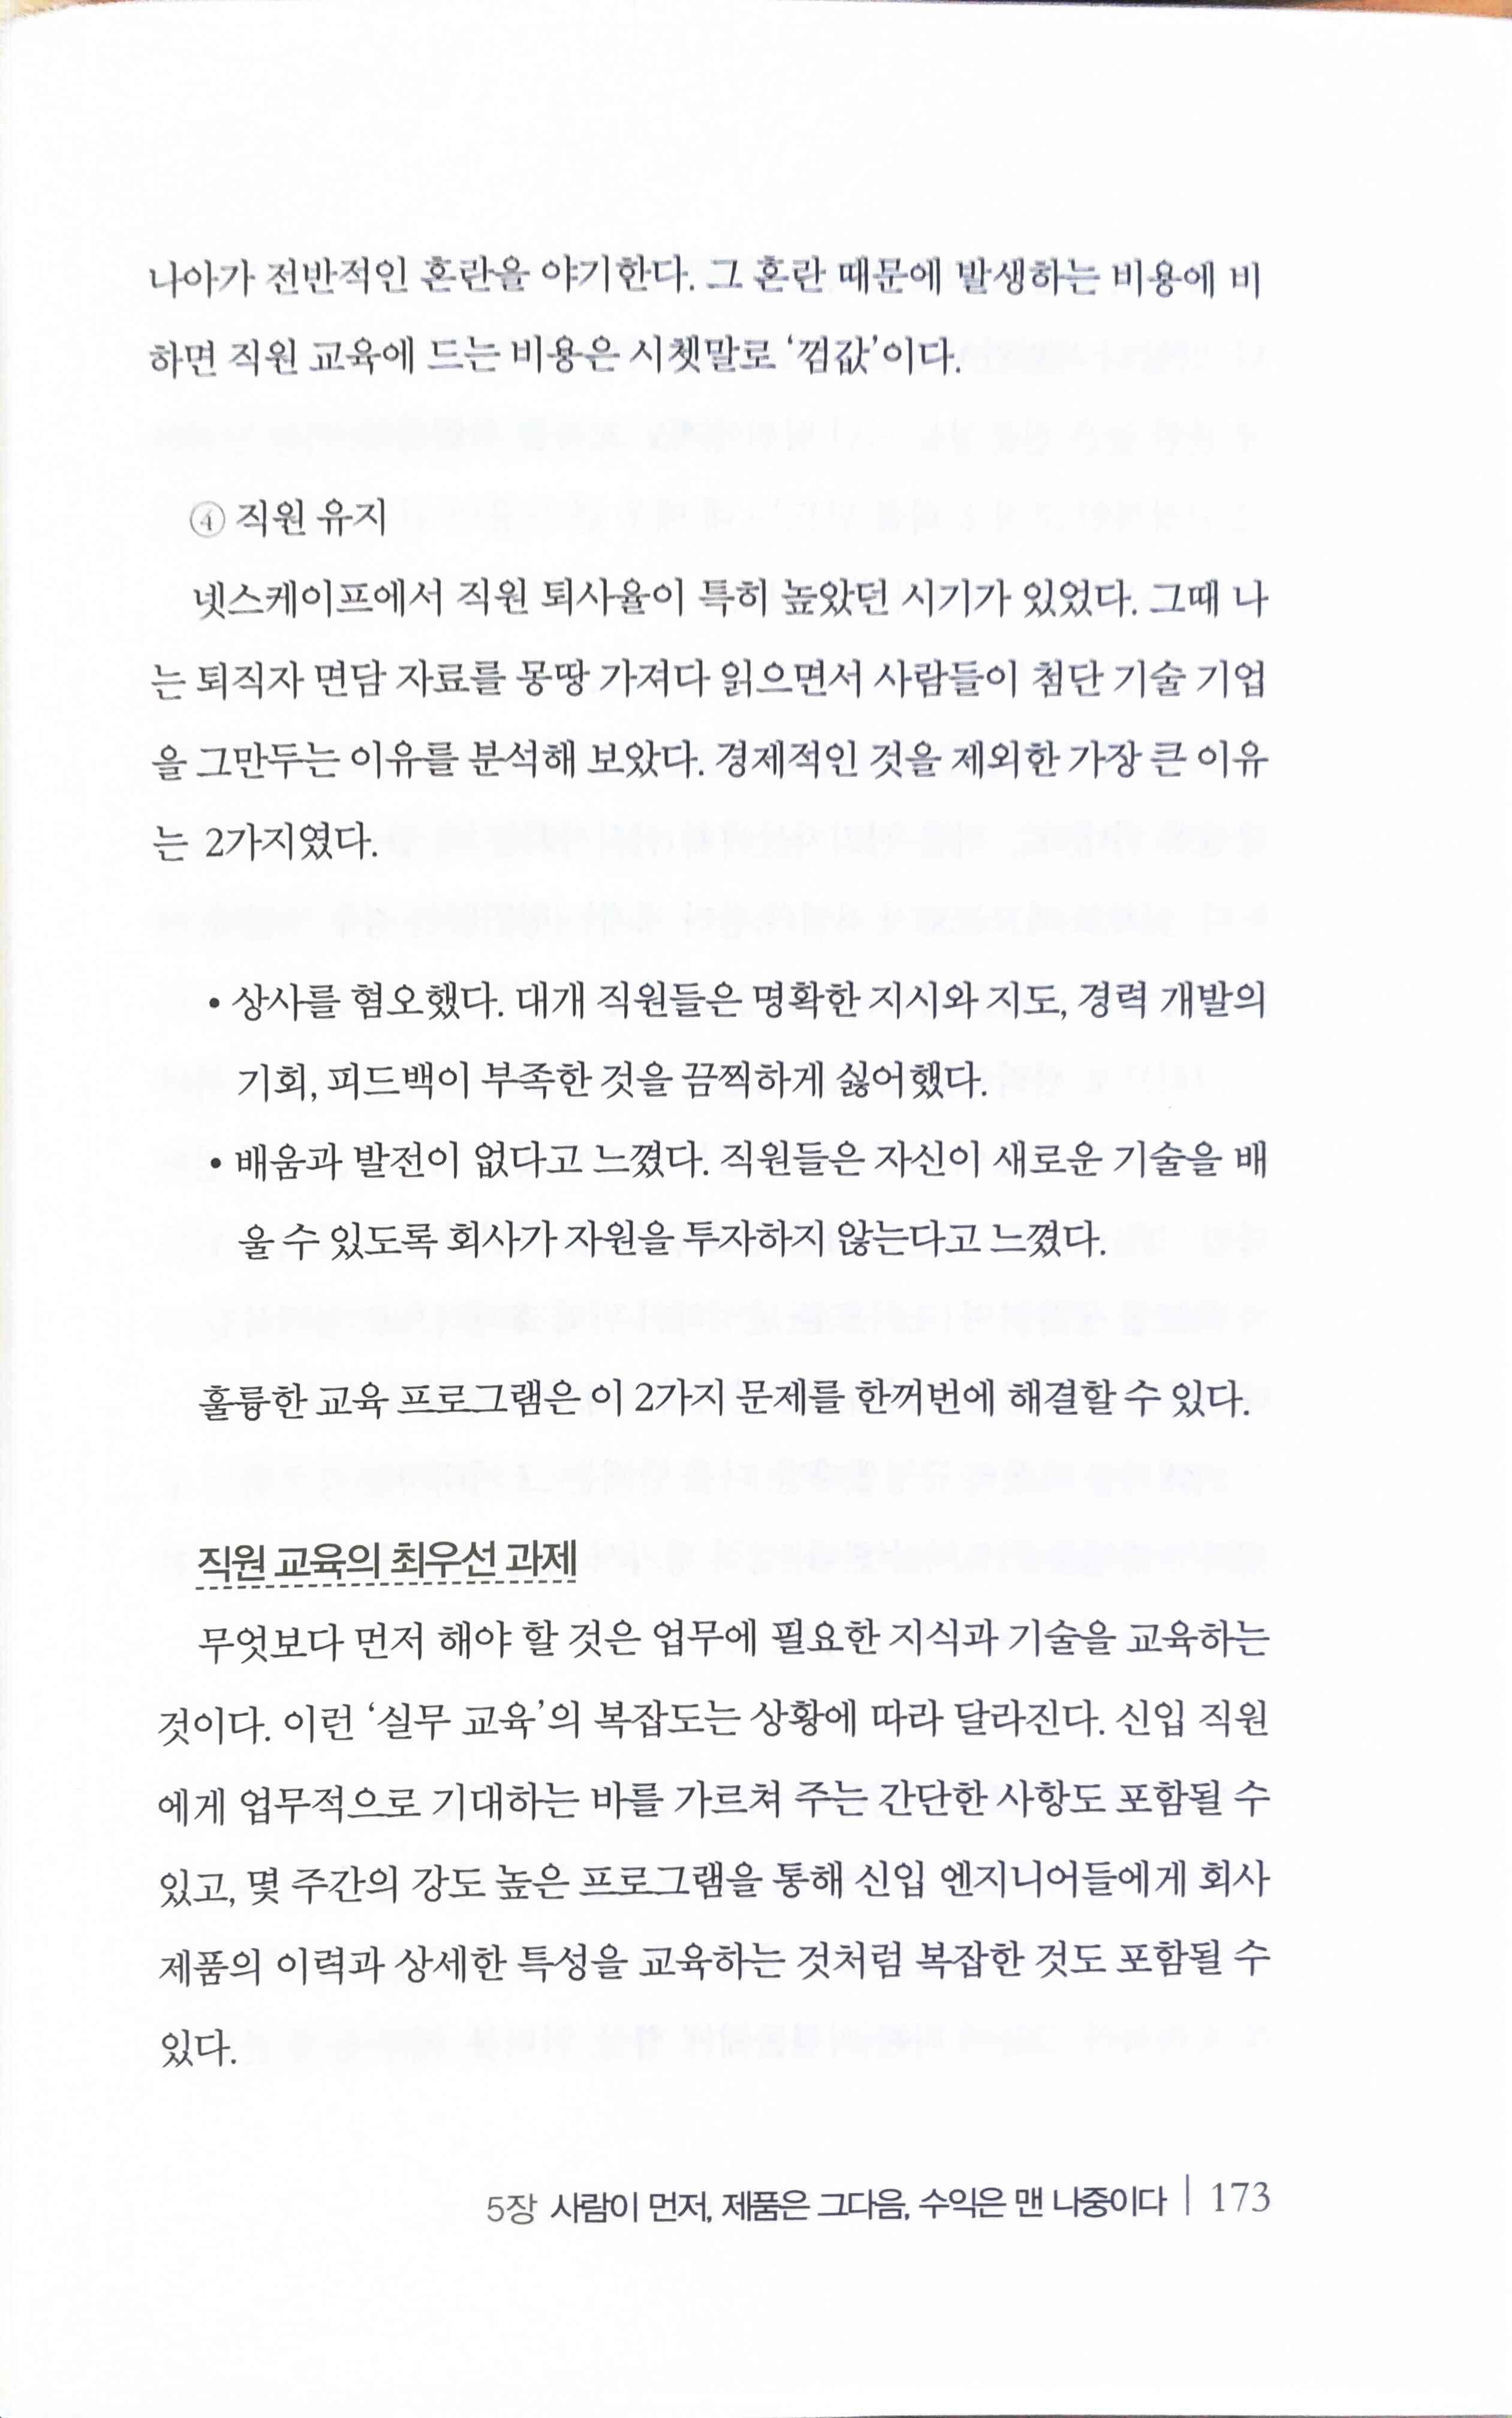 나아가 전반적인 혼란을 야기한다. 그 혼란 때문에 발생하는 비용에 비
하면 직원 교육에 드는 비용은 시쳇말로 ‘껌값’이다.
④ 직원 유지
넷스케이프에서 직원 퇴사율이 특히 높았던 시기가 있었다. 그때 나
는 퇴직자 면담 자료를 몽땅 가져다 읽으면서 사람들이 첨단 기술 기업
을 그만두는 이유를 분석해 보았다. 경제적인 것을 제외한 가장 큰 이유
는 2가지였다.
• 상사를 혐오했다. 대개 직원들은 명확한 지시와 지도, 경력 개발의
기회, 피드백이 부족한 것을 끔찍하게 싫어했다.
• 배움과 발전이 없다고 느꼈다. 직원들은 자신이 새로운 기술을 배
울 수 있도록 회사가 자원을 투자하지 않는다고 느꼈다.
훌륭한 교육 프로그램은 이 2가지 문제를 한꺼번에 해결할 수 있다.
직원 교육의 최우선 과제
무엇보다 먼저 해야 할 것은 업무에 필요한 지식과 기술을 교육하는
것이다. 이런 ‘실무 교육’의 복잡도는 상황에 따라 달라진다. 신입 직원
에게 업무적으로 기대하는 바를 가르쳐 주는 간단한 사항도 포함될 수
있고, 몇 주간의 강도 높은 프로그램을 통해 신입 엔지니어들에게 회사
제품의 이력과 상세한 특성을 교육하는 것처럼 복잡한 것도 포함될 수
있다.
5장 사람이 먼저, 제품은 그다음, 수익은 맨 나중이다 | 173